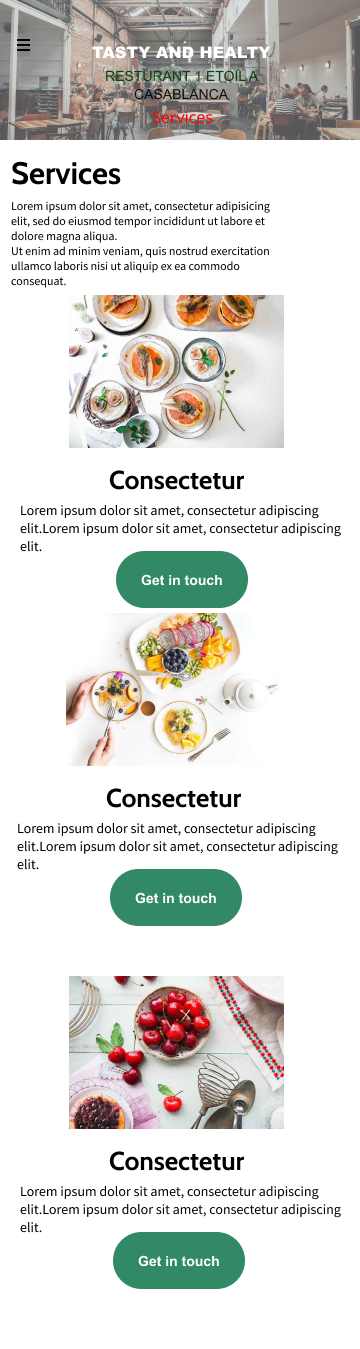 TASTY AND HEALTY
RESTURANT 1 ETOIL A
CASABLANCA
Services
Services
Lorem ipsum dolor sit amet, consectetur adipisicing
elit, sed do eiusmod tempor incididunt ut labore et
dolore magna aliqua.
Ut enim ad minim veniam, quis nostrud exercitation
ullamco laboris nisi ut aliquip ex ea commodo
consequat.
Consectetur
Lorem ipsum dolor sit amet, consectetur adipiscing
elit.Lorem ipsum dolor sit amet, consectetur adipiscing
elit.
Get in touch
Consectetur
Lorem ipsum dolor sit amet, consectetur adipiscing
elit.Lorem ipsum dolor sit amet, consectetur adipiscing
elit.
Get in touch
Consectetur
Lorem ipsum dolor sit amet, consectetur adipiscing
elit.Lorem ipsum dolor sit amet, consectetur adipiscing
elit.
Get in touch